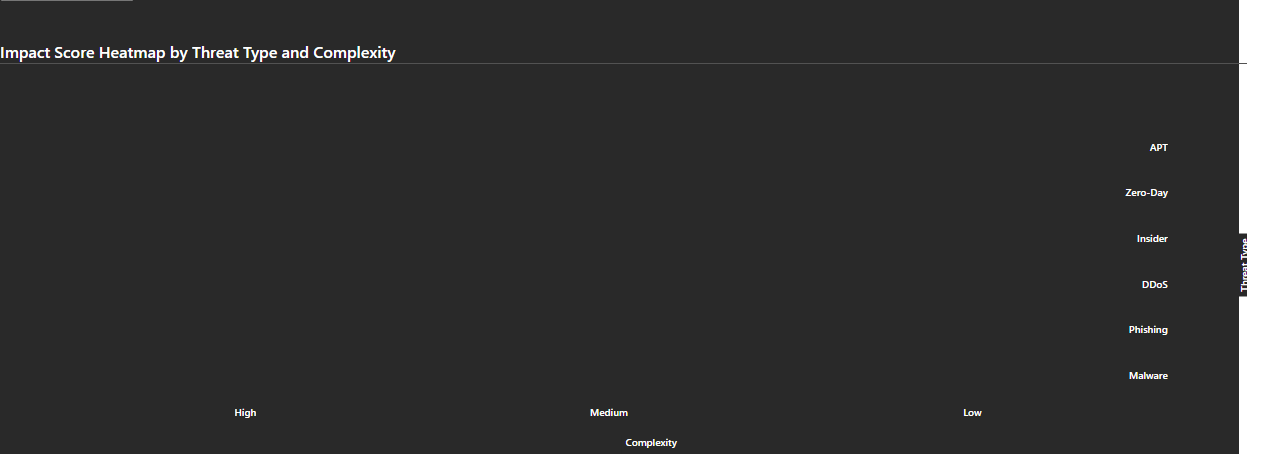 Impact Score Heatmap by Threat Type and Complexity
APT
Zero-Day
Insider
Threat Type
DDoS
Phishing
Malware
High Medium Low
Complexity